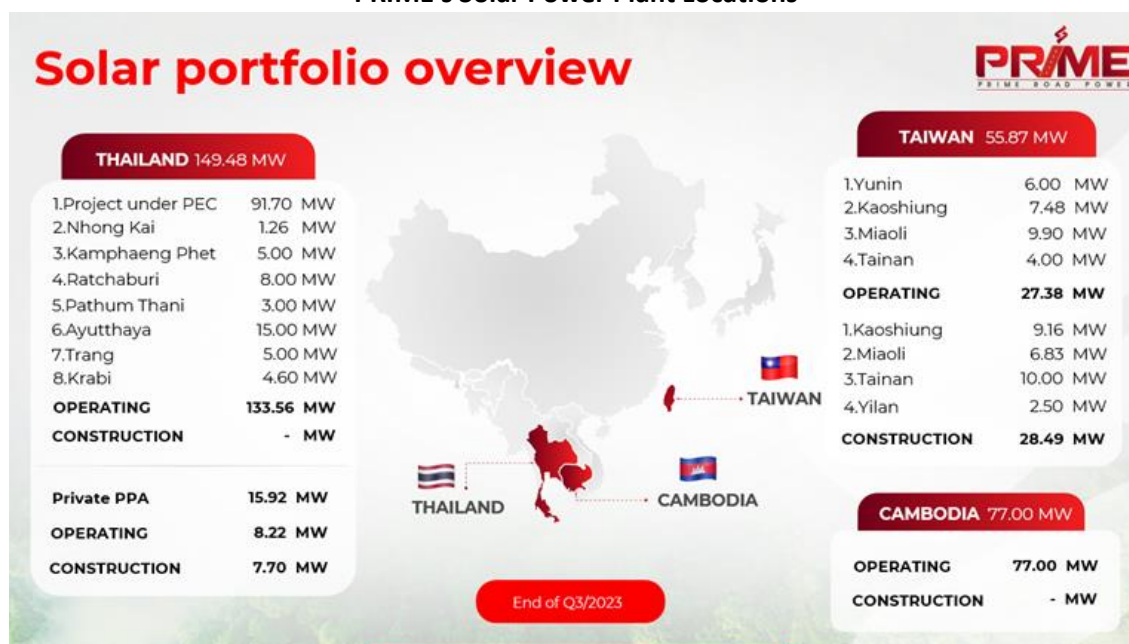 PRIME's Solar Power Plant Locations
Solar portfolio overview
PRIME
PRIME ROAD POWER
THAILAND 149.48 MW
1.Project under PEC 91.70 MW
2.Nhong Kai 1.26 MW
3.Kamphaeng Phet 5.00 MW
4.Ratchaburi 8.00 MW
5.Pathum Thani 3.00 MW
6.Ayutthaya 15.00 MW
7.Trang 5.00 MW
8.Krabi 4.60 MW
OPERATING 133.56 MW
CONSTRUCTION - MW
Private PPA 15.92 MW
OPERATING 8.22 MW
CONSTRUCTION 7.70 MW
TAIWAN
THAILAND
CAMBODIA
End of Q3/2023
TAIWAN 55.87 MW
1.Yunin 6.00 MW
2.Kaoshiung 7.48 MW
3.Miaoli 9.90 MW
4.Tainan 4.00 MW
OPERATING 27.38 MW
1.Kaoshiung 9.16 MW
2.Miaoli 6.83 MW
3.Tainan 10.00 MW
4.Yilan 2.50 MW
CONSTRUCTION 28.49 MW
CAMBODIA 77.00 MW
OPERATING 77.00 MW
CONSTRUCTION - MW